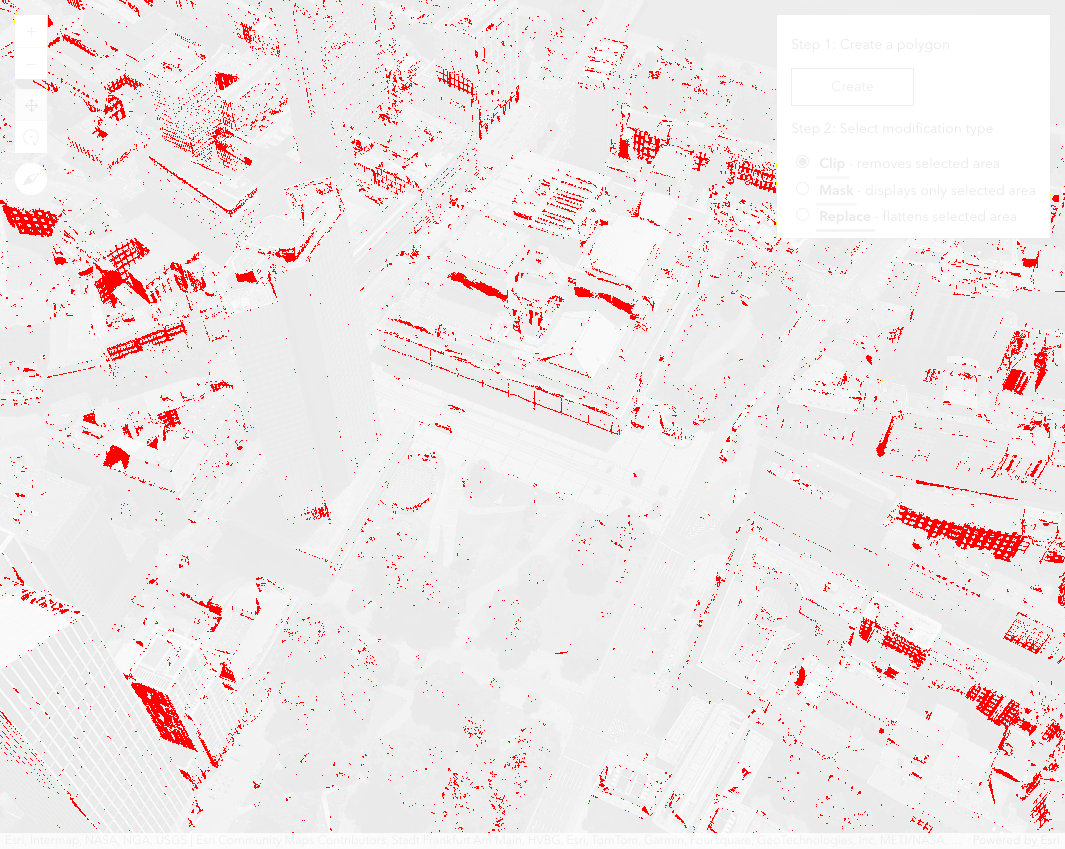 Step 1: Create a polygon
Create
Step 2: Select modification type
Clip - removes selected area
Mask - displays only selected area
Replace - flattens selected area
Esri, Intermap, NASA, NGA, USGS | Esri Community Maps Contributors, Stadt Frankfurt am Main, HVBG, Esri, TomTom, Garmin, Foursquare, GeoTechnologies, Inc, METI/NASA, Powered by Esri